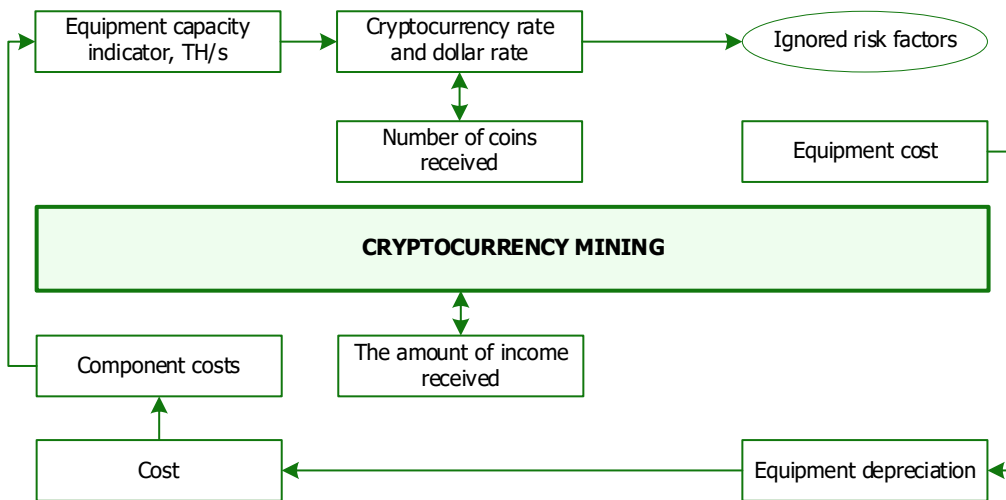 Equipment capacity
indicator, TH/s
Cryptocurrency rate
and dollar rate
Ignored risk factors
Number of coins
received
Equipment cost
CRYPTOCURRENCY MINING
Component costs
The amount of income
received
Cost
Equipment depreciation